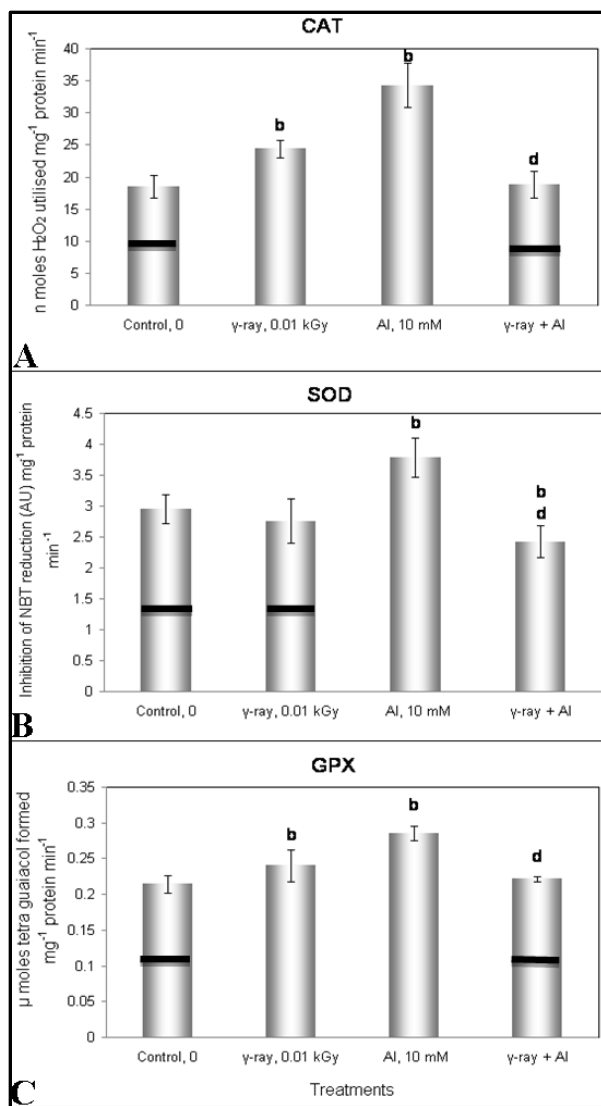 CAT
n moles H₂O₂ utilised mg⁻¹ protein min⁻¹
40
35
30
25
20
15
10
5
0
b
b
d
Control, 0
γ-ray, 0.01 kGy
Al, 10 mM
γ-ray + Al
A
SOD
Inhibition of NBT reduction (AU) mg⁻¹ protein
min⁻¹
4.5
4
3.5
3
2.5
2
1.5
1
0.5
0
b
b
d
Control, 0
γ-ray, 0.01 kGy
Al, 10 mM
γ-ray + Al
B
GPX
μ moles tetra guaiacol formed
mg⁻¹ protein min⁻¹
0.35
0.3
0.25
0.2
0.15
0.1
0.05
0
b
b
d
Control, 0
γ-ray, 0.01 kGy
Al, 10 mM
γ-ray + Al
C
Treatments